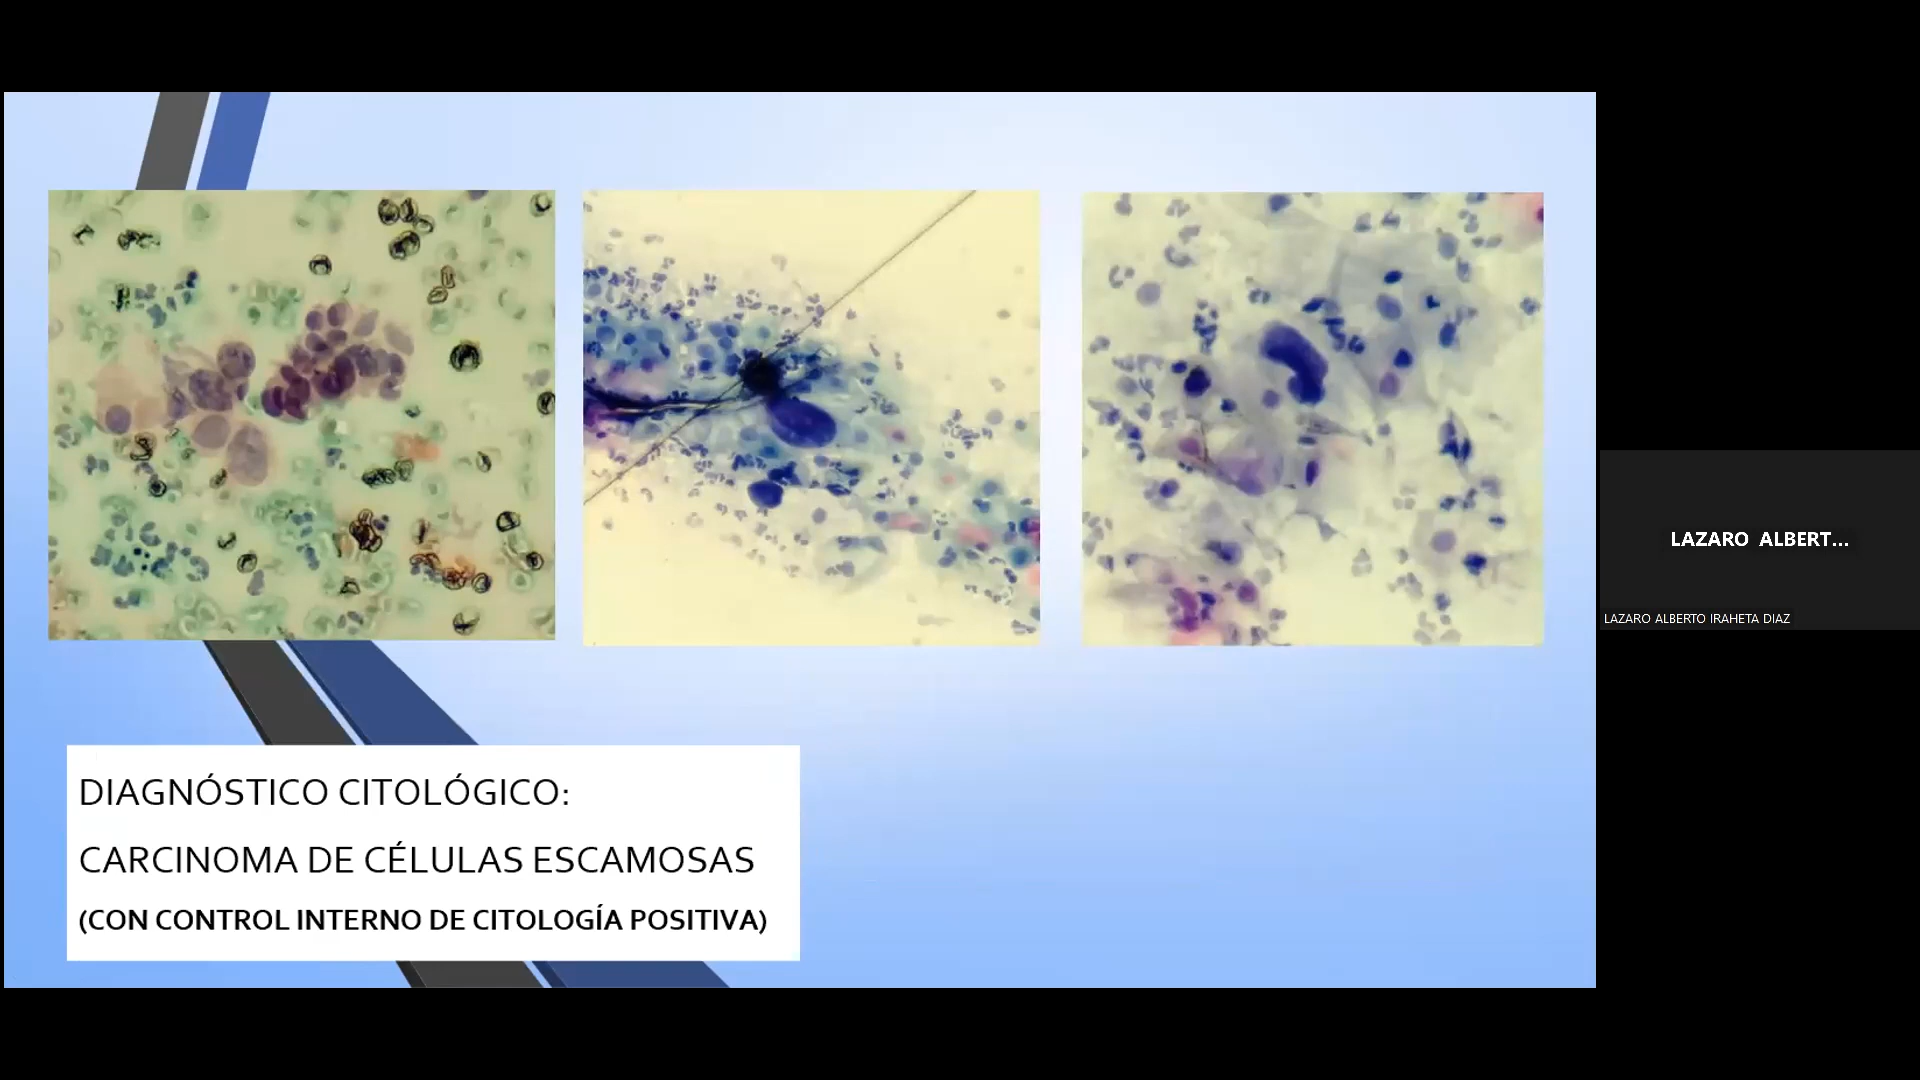 DIAGNÓSTICO CITOLÓGICO:
CARCINOMA DE CÉLULAS ESCAMOSAS
(CON CONTROL INTERNO DE CITOLOGÍA POSITIVA)
LAZARO ALBERT...
LAZARO ALBERTO IRAHETA DIAZ